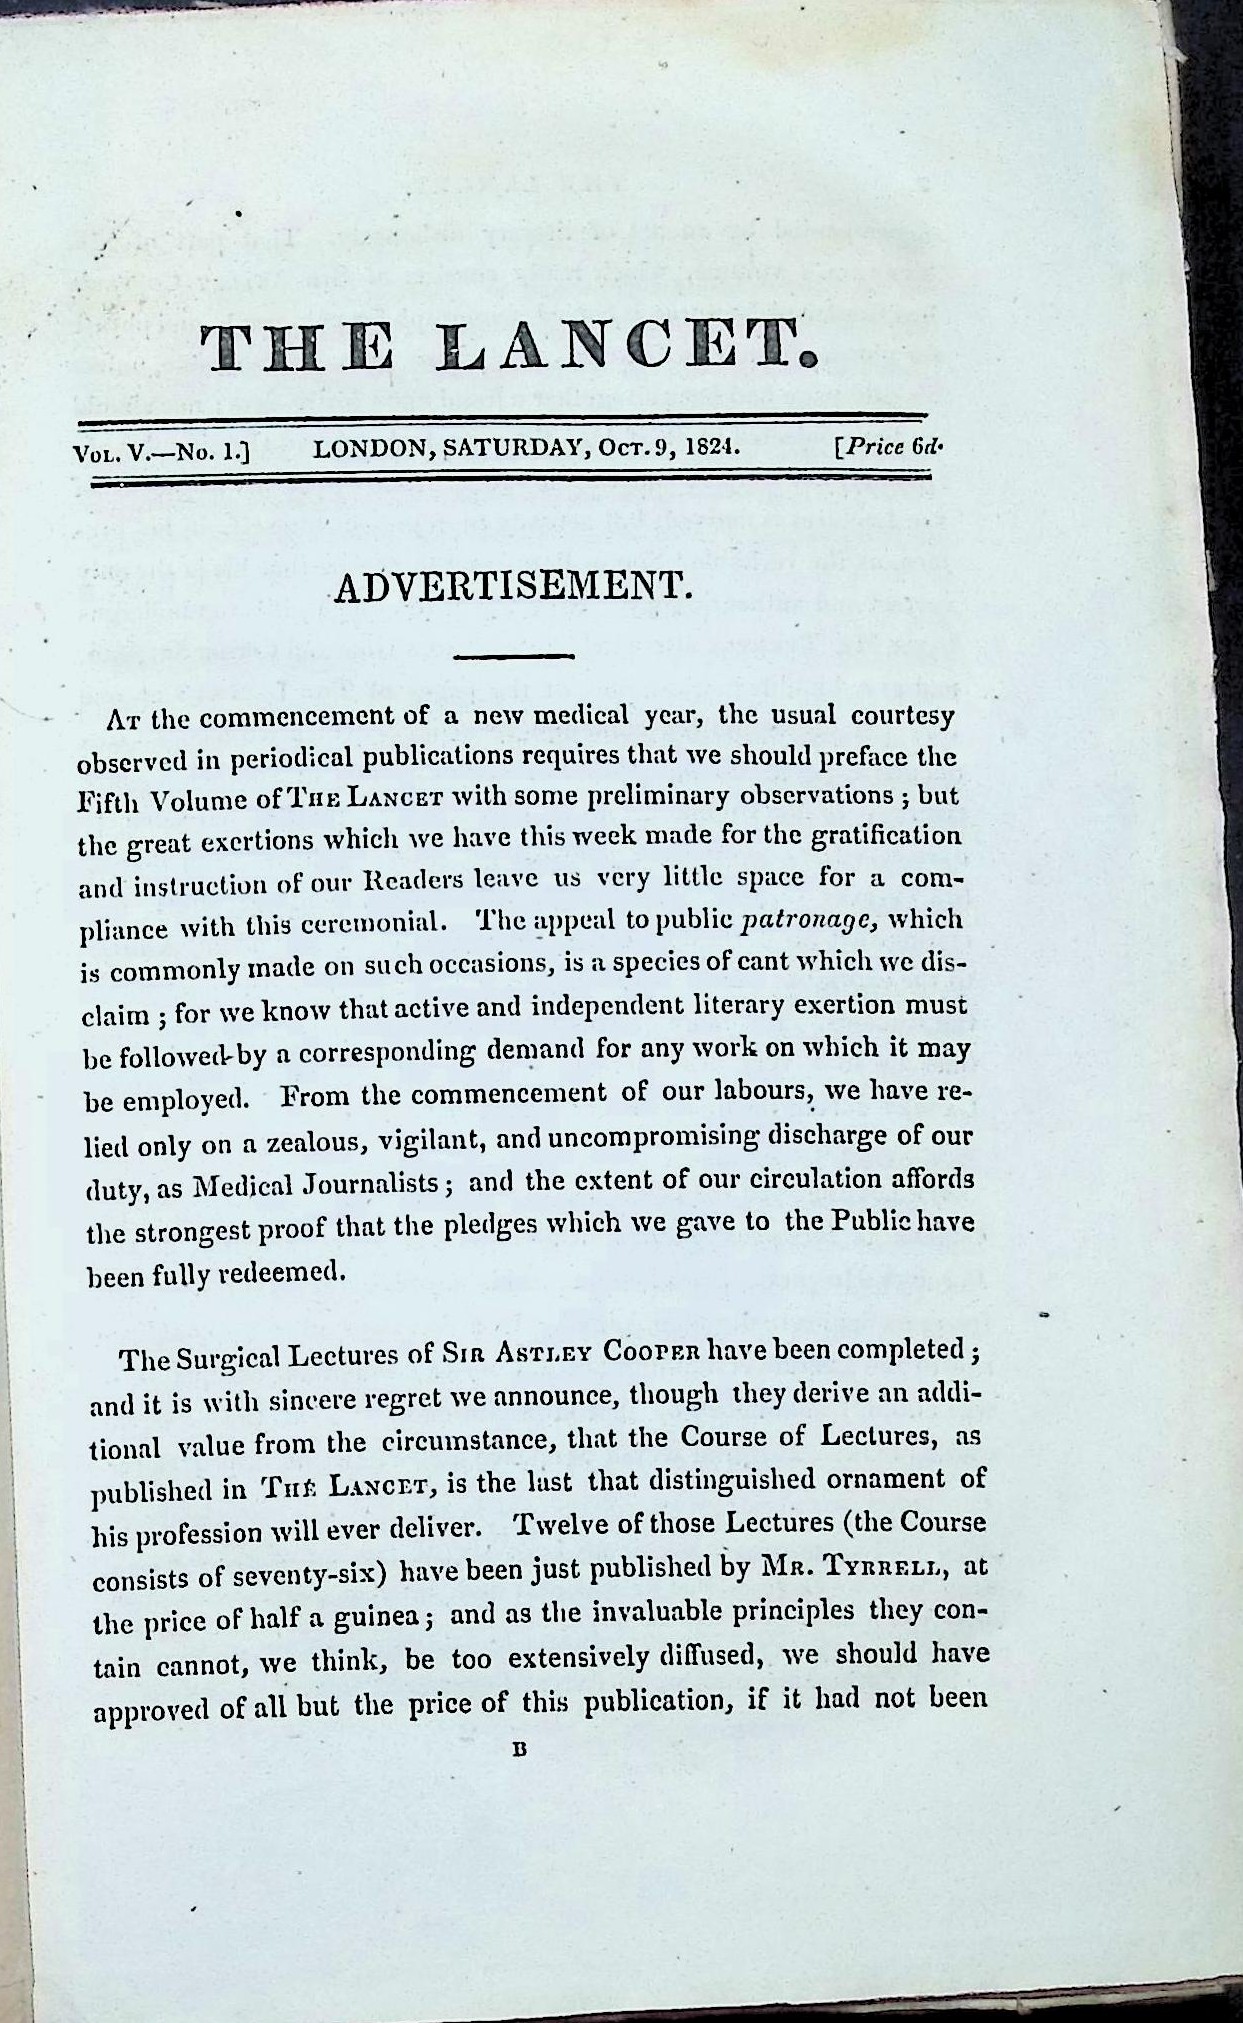 THE LANCET.
VOL. V.—No. 1.] LONDON, SATURDAY, OCT. 9, 1824. [Price 6d.
ADVERTISEMENT.
AT the commencement of a new medical year, the usual courtesy
observed in periodical publications requires that we should preface the
Fifth Volume of THE LANCET with some preliminary observations; but
the great exertions which we have this week made for the gratification
and instruction of our Readers leave us very little space for a com-
pliance with this ceremonial. The appeal to public patronage, which
is commonly made on such occasions, is a species of cant which we dis-
claim; for we know that active and independent literary exertion must
be followed by a corresponding demand for any work on which it may
be employed. From the commencement of our labours, we have re-
lied only on a zealous, vigilant, and uncompromising discharge of our
duty, as Medical Journalists; and the extent of our circulation affords
the strongest proof that the pledges which we gave to the Public have
been fully redeemed.
The Surgical Lectures of SIR ASTLEY COOPER have been completed;
and it is with sincere regret we announce, though they derive an addi-
tional value from the circumstance, that the Course of Lectures, as
published in THE LANCET, is the last that distinguished ornament of
his profession will ever deliver. Twelve of those Lectures (the Course
consists of seventy-six) have been just published by MR. TYRRELL, at
the price of half a guinea; and as the invaluable principles they con-
tain cannot, we think, be too extensively diffused, we should have
approved of all but the price of this publication, if it had not been
B